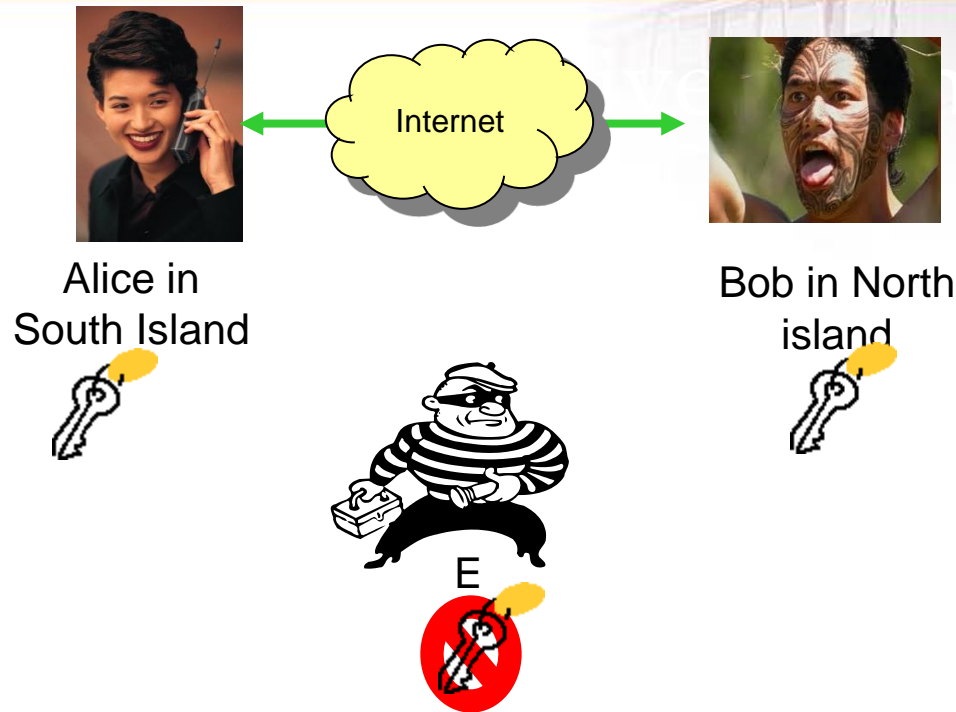 Internet
Alice in
South Island
Bob in North
island
E